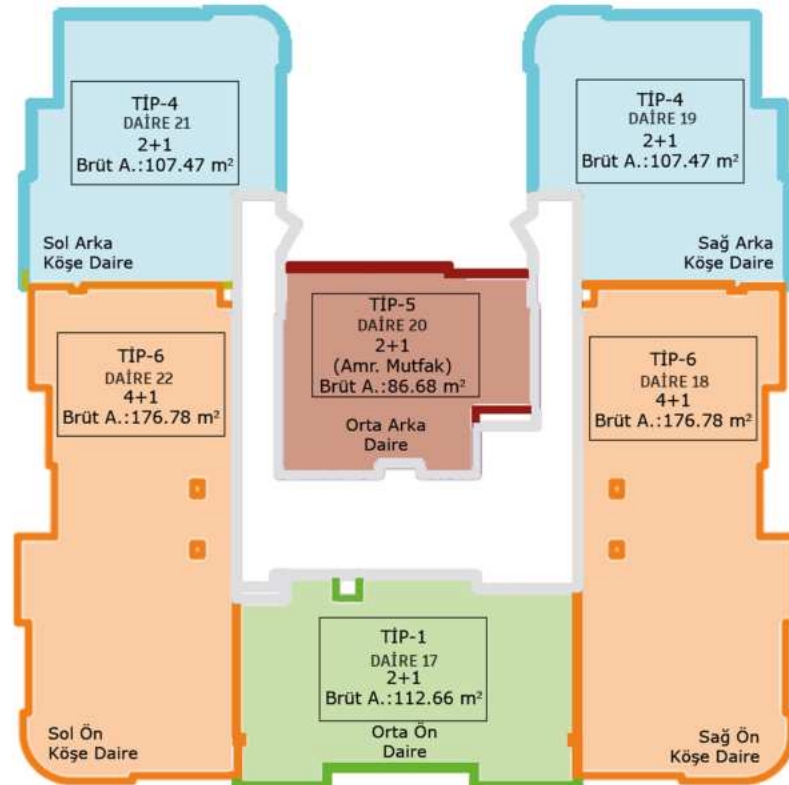 TİP-4
DAİRE 21
2+1
Brüt A.:107.47 m²
Sol Arka
Köşe Daire
TİP-4
DAİRE 19
2+1
Brüt A.:107.47 m²
Sağ Arka
Köşe Daire
TİP-5
DAİRE 20
2+1
(Amr. Mutfak)
Brüt A.:86.68 m²
Orta Arka
Daire
TİP-6
DAİRE 22
4+1
Brüt A.:176.78 m²
Sol Ön
Köşe Daire
TİP-6
DAİRE 18
4+1
Brüt A.:176.78 m²
Sağ Ön
Köşe Daire
TİP-1
DAİRE 17
2+1
Brüt A.:112.66 m²
Orta Ön
Daire